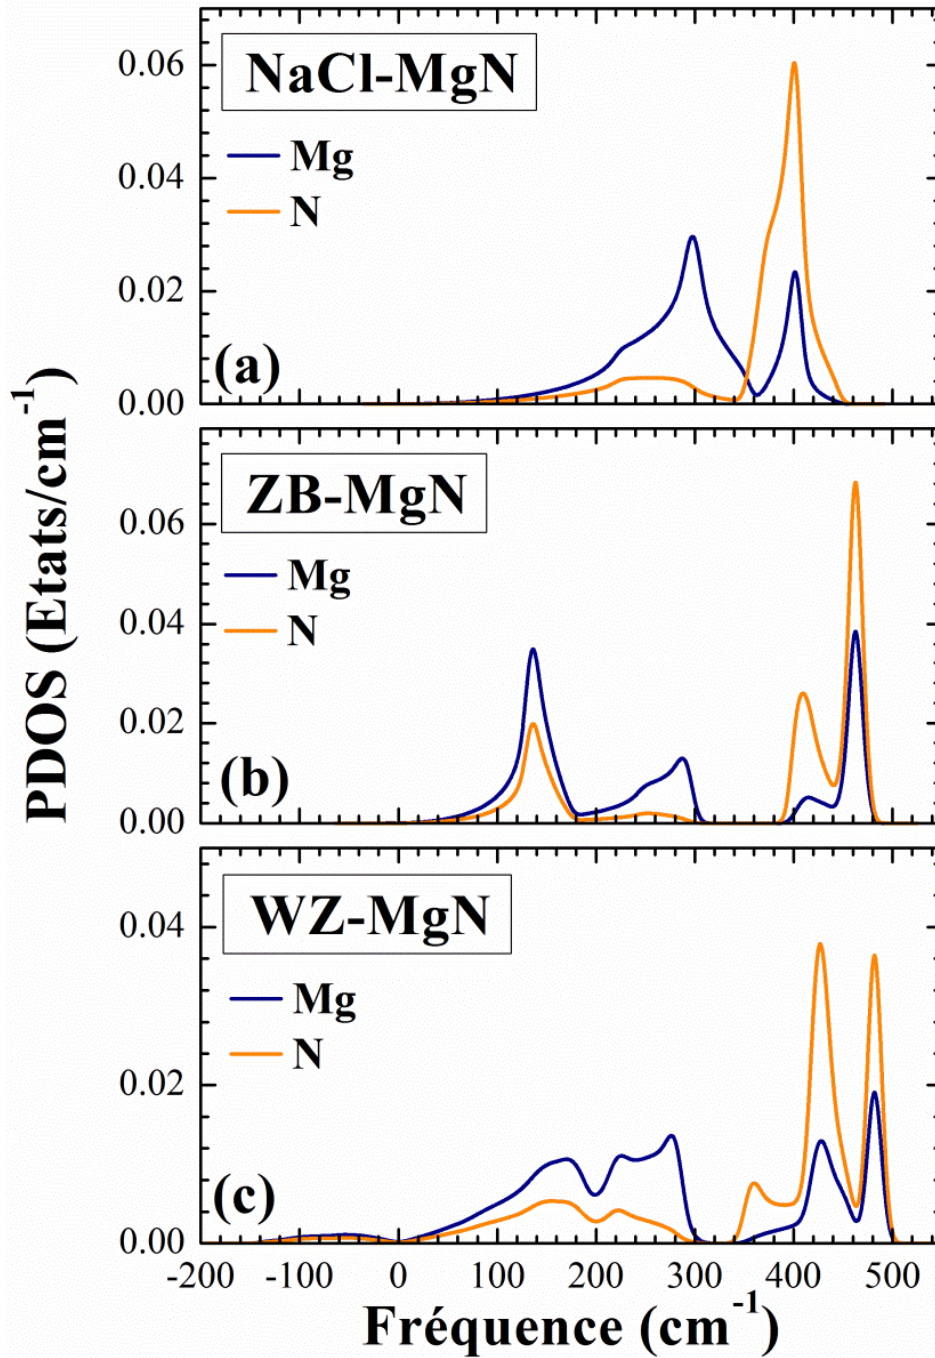 NaCl-MgN
Mg
N
(a)
0.06
0.04
0.02
0.00
ZB-MgN
Mg
N
(b)
0.06
0.04
0.02
0.00
WZ-MgN
Mg
N
(c)
0.04
0.02
0.00
PDOS (Etats/cm⁻¹)
-200 -100 0 100 200 300 400 500
Fréquence (cm⁻¹)